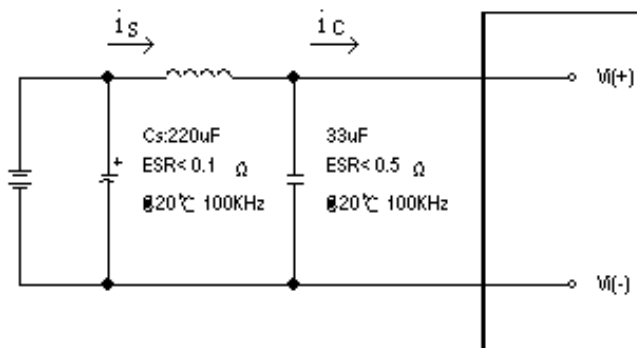 is
ic
Vi(+)
Cs:220uF
ESR< 0.1 Ω
@20℃ 100KHz
+
33uF
ESR< 0.5 Ω
@20℃ 100KHz
Vi(-)